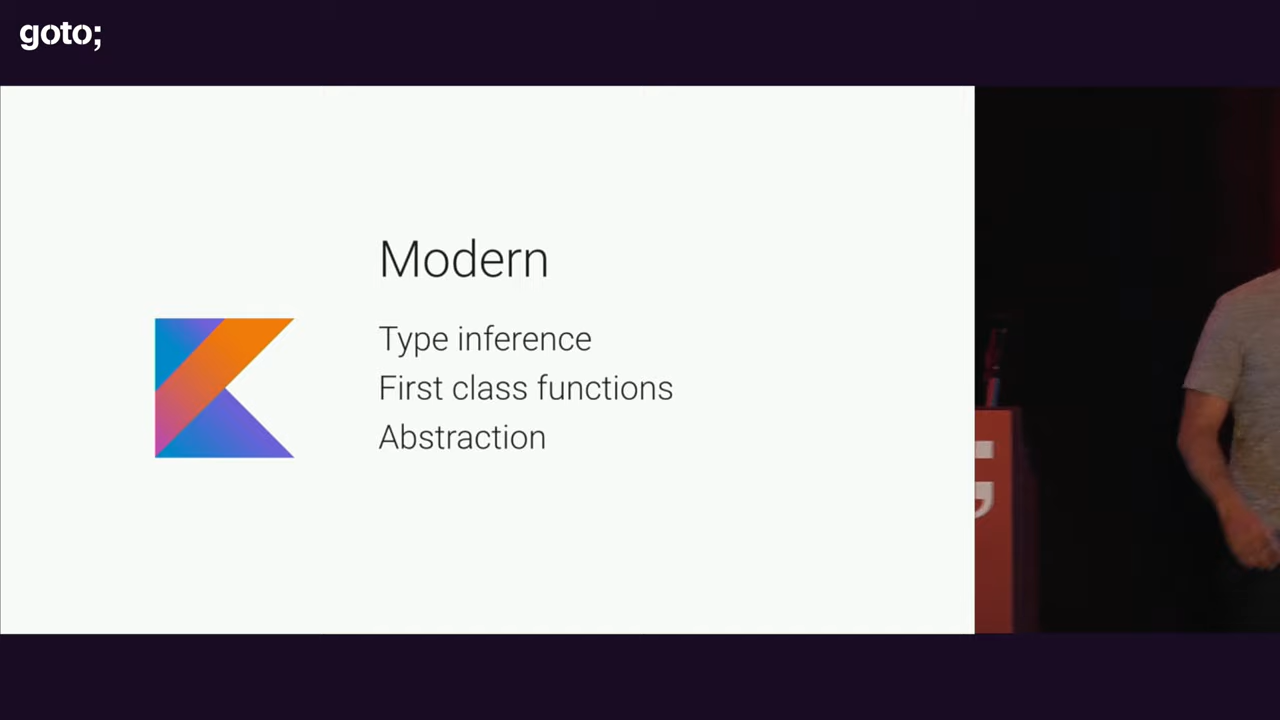 goto;
Modern
Type inference
First class functions
Abstraction